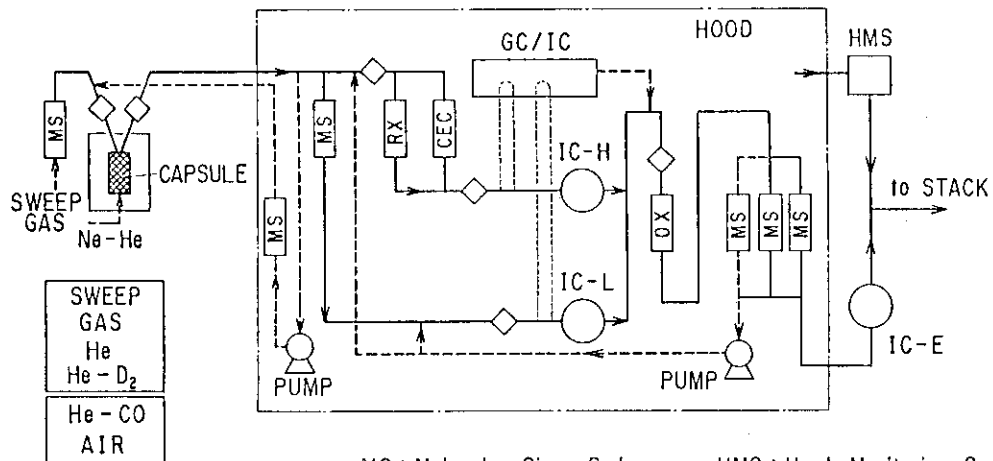 GC/IC
HOOD
HMS
MS
MS
RX
CEC
IC-H
CAPSULE
SWEEP
GAS
Ne-He
MS
OX
MS
MS
MS
to STACK
IC-L
IC-E
PUMP
PUMP
SWEEP
GAS
He
He-D2
He-CO
AIR